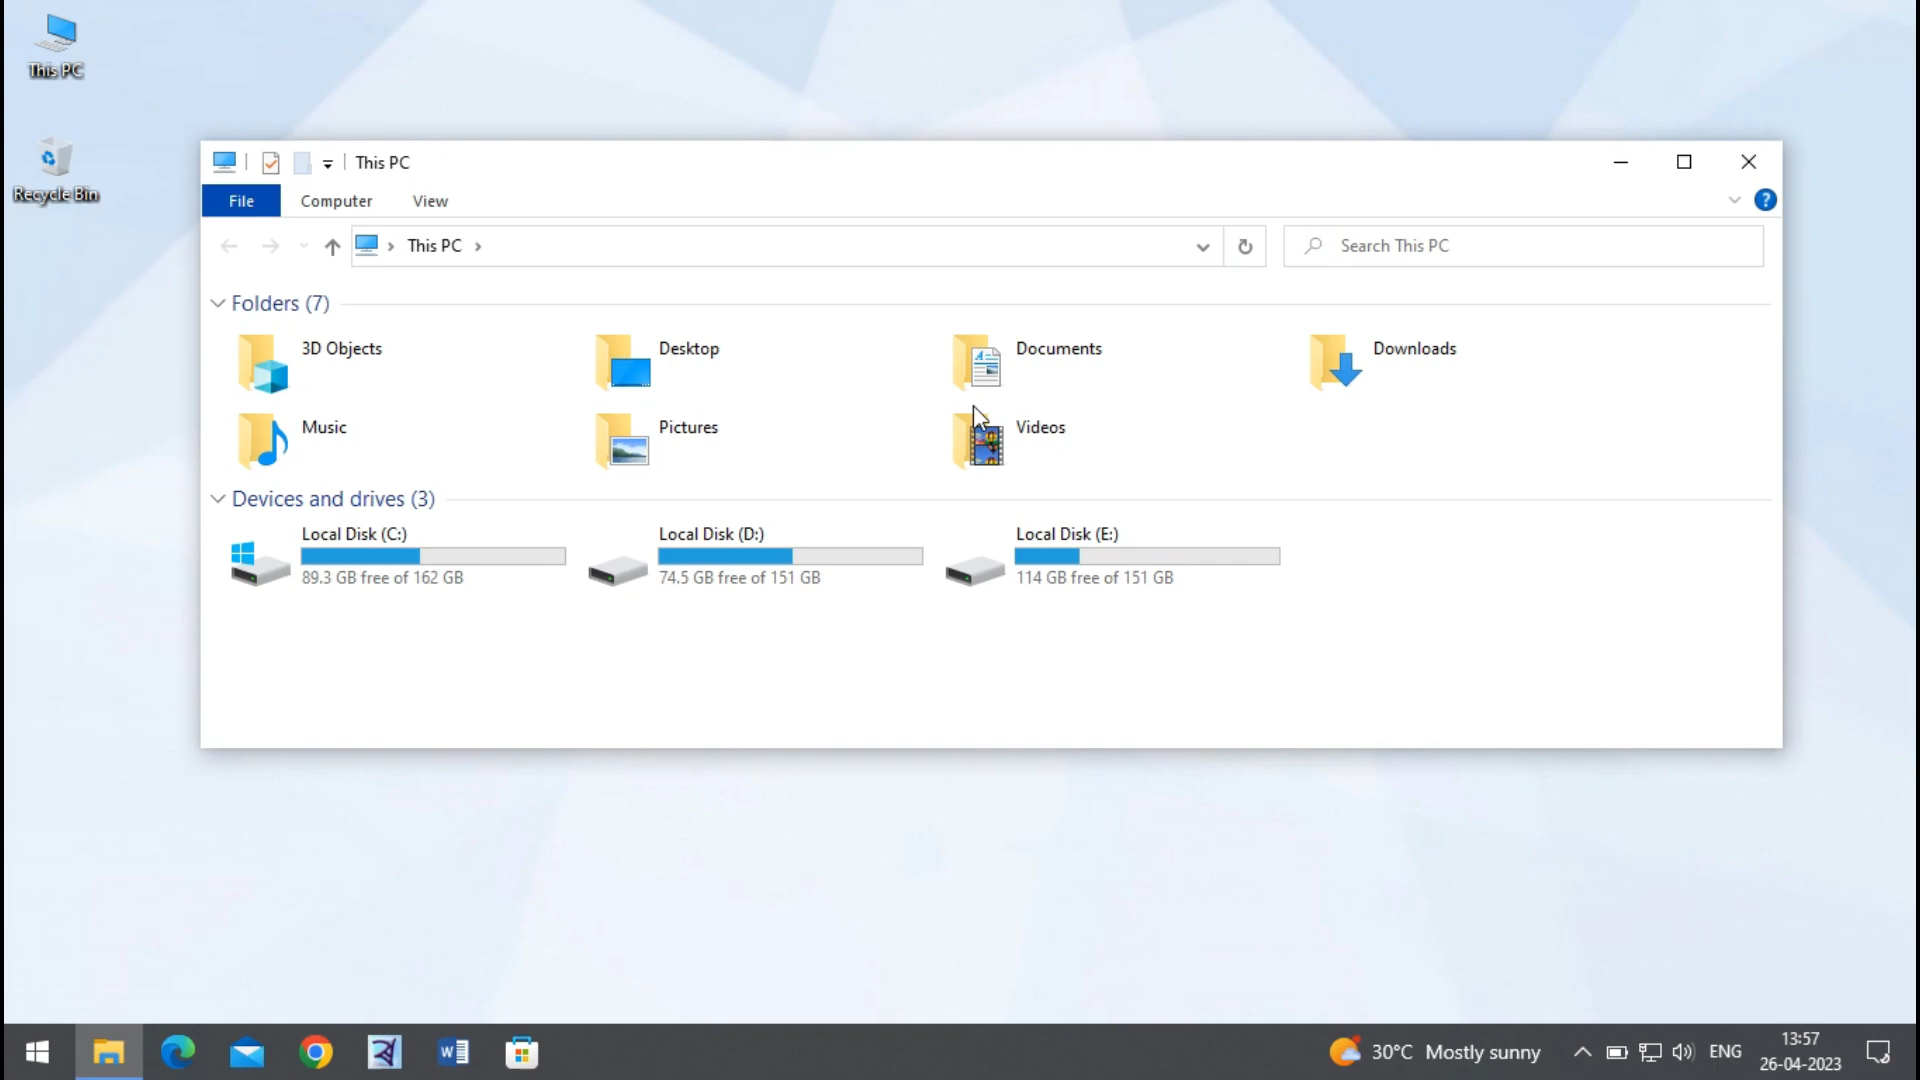 This PC
Recycle Bin
This PC
File Computer View
This PC
Search This PC
Folders (7)
3D Objects
Desktop
Documents
Downloads
Music
Pictures
Videos
Devices and drives (3)
Local Disk (C:)
89.3 GB free of 162 GB
Local Disk (D:)
74.5 GB free of 151 GB
Local Disk (E:)
114 GB free of 151 GB
30°C Mostly sunny
ENG
13:57
26-04-2023